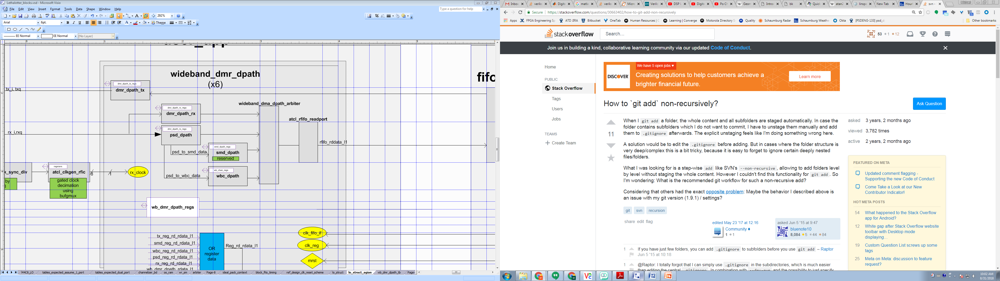 Lethalotter_blocks.vsd - Microsoft Visio
File Edit View Insert Format Tools Data Shape Window Help
Type a question for help
292%
Arial 6pt. B I U Theme
EE Normal EE Normal (No Layer)
0 1 2 3 4 5
wideband_dmr_dpath
(x6)
fifo
dmr_dpath_tx_regs
dmr_dpath_tx
tx_i, txq
wideband_dma_dpath_arbiter
dmr_dpath_rx_regs
dmr_dpath_rx
atcl_rfifo_readport
dmr_dpath_rx_regs
psd_dpath
rx_i,rxq
rfifo_rddata_l1
smd_dpath_regs
psd_to_smd_data
smd_dpath
reserved
registers
k_sync_div
atcl_clkgen_rfic
8
1
rx_clock
wb_chan_regs
psd_to_wbc_data
wbc_dpath
by
3
gated clock
decimation
using
bufgmux
wb_dmr_dpath_regs
clk_fifo_if
tx_reg_rd_rdata_l1
smd_reg_rd_rdata_l1
wbc_reg_rd_rdata_l1
psd_reg_rd_rdata_l1
rx_reg_rd_rdata_l1
wb_dmr_dpath_rdata_l1
OR
register
data
Reg_rd_rdata_l1
clk_reg
mrst
M4C8_LO tables_expected_assume_1_port tables_expected_dual_port channelizer_bd os_ram wr_sm arbiter Page-8 ideal_pack_context block_fits_timing ref_design_clk_reset_scheme lo_struct lo_struct_agian wb_dmr_dpath_tb Page-
Inbox verilo Digita matla verilo Micro Verilo DSP L Digita Po Ch Geon Introd bk Quick atan2 linspa New Tab Hourl svn - Michael
Secure https://stackoverflow.com/questions/30663402/how-to-git-add-non-recursively
Apps FPGA Engineering Sp ATD JIRA Bitbucket OneTab Human Resources | C Learning | Converge Motorola Directory S Quality Schaumburg Radar Schaumburg Weathe Okta [PSDENG-133] psd_d Other bookmarks
stackoverflow Search... 53 1 12
Join us in building a kind, collaborative learning community via our updated Code of Conduct.
Home
PUBLIC
Stack Overflow
Tags
Users
Jobs
TEAMS
Create Team
DISCOVER
We have 5 open jobs ♥
Creating solutions to help customers achieve a
brighter financial future.
Learn more
How to `git add` non-recursively?
Ask Question
11
When I git add a folder, the whole content and all subfolders are staged automatically. In case the
folder contains subfolders which I do not want to commit, I have to unstage them manually and add
them to .gitignore afterwards. The explicit unstaging feels like I'm doing something wrong here.
A solution would be to edit the .gitignore before adding. But in cases where the folder structure is
very deep/complex this is a bit tricky, because it is easy to forget to ignore certain deeply nested
files/folders.
What I was looking for is a step-wise add like SVN's --non-recursive, allowing to add folders level
by level without staging the whole content. However I couldn't find this functionality for git add. So
I'm wondering: What is the recommended git workflow for such a non-recursive add?
Considering that others had the exact opposite problem: Maybe the behavior I described above is
an issue with my git version (1.9.1) / settings?
git svn recursion
share edit flag
edited May 23 '17 at 12:16
Community ♦
1 1
asked Jun 5 '15 at 9:47
bluenote10
8,084 5 44 84
1 If you have just few folders, you can add .gitignore to subfolders before you use git add – Raptor
Jun 5 '15 at 10:18
1 @Raptor: I totally forgot that I can simply use .gitignore in the subdirectories, which is much easier
than editing the central .gitignore. In combination with --dry-run and the possibility to just specify
asked 3 years, 2 months ago
viewed 3,782 times
active 2 years, 2 months ago
FEATURED ON META
Updated comment flagging -
Supporting the new Code of Conduct
Come Take a Look at our New
Contributor Indicator!
HOT META POSTS
54 What happened to the Stack Overflow
app for Android?
12 White gap after Stack Overflow website
toolbar with Desktop mode
displaying...
19 Custom Question List screws up some
tags
25 Meta on Meta: discussion to feature
request?
10:02 AM
8/31/2018